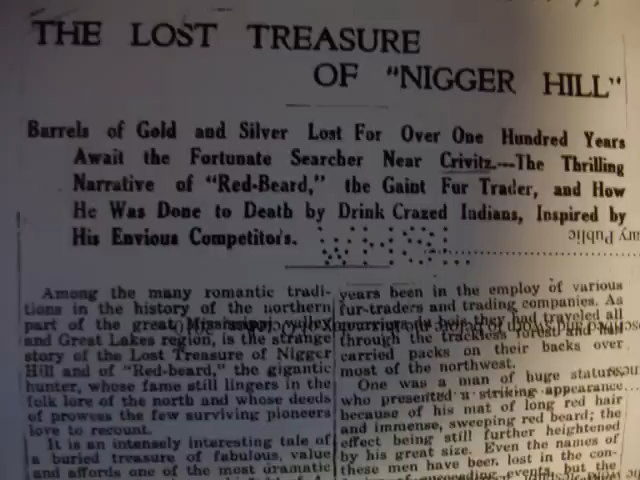 THE LOST TREASURE
OF "NIGGER HILL"
Barrels of Gold and Silver Lost For Over One Hundred Years
Await the Fortunate Searcher Near Crivitz.--The Thrilling
Narrative of "Red-Beard," the Gaint Fur Trader, and How
He Was Done to Death by Drink Crazed Indians, Inspired by
His Envious Competitors.
WHS
ary Public
Among the many romantic tradi-
tions in the history of the northern
part of the great Mississippi valley
and Great Lakes region, is the strange
story of the Lost Treasure of Nigger
Hill and of "Red-beard," the gigantic
hunter, whose fame still lingers in the
folk lore of the north and whose deeds
of prowess the few surviving pioneers
love to recount.
It is an intensely interesting tale of
a buried treasure of fabulous, value
and affords one of the most dramatic
years been in the employ of various
fur-traders and trading companies. As
they had traveled all
through the trackless forest and had
carried packs on their backs over
most of the northwest.
One was a man of huge stature,
who presented a striking appearance
because of his mat of long red hair
and immense, sweeping red beard; the
effect being still further heightened
by his great size. Even the names of
these men have been lost in the con-
events, but the